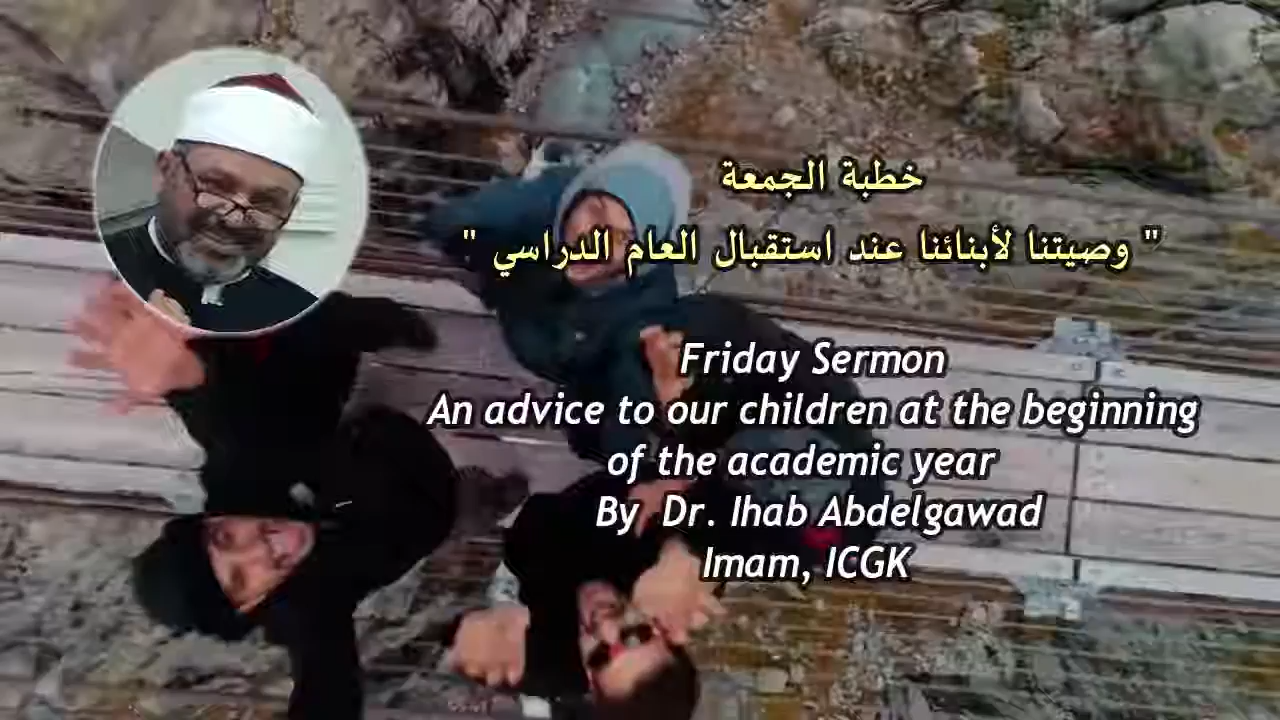 خطبة الجمعة
" وصيتنا لأبنائنا عند استقبال العام الدراسي "
Friday Sermon
An advice to our children at the beginning
of the academic year
By Dr. Ihab Abdelgawad
Imam, ICGK